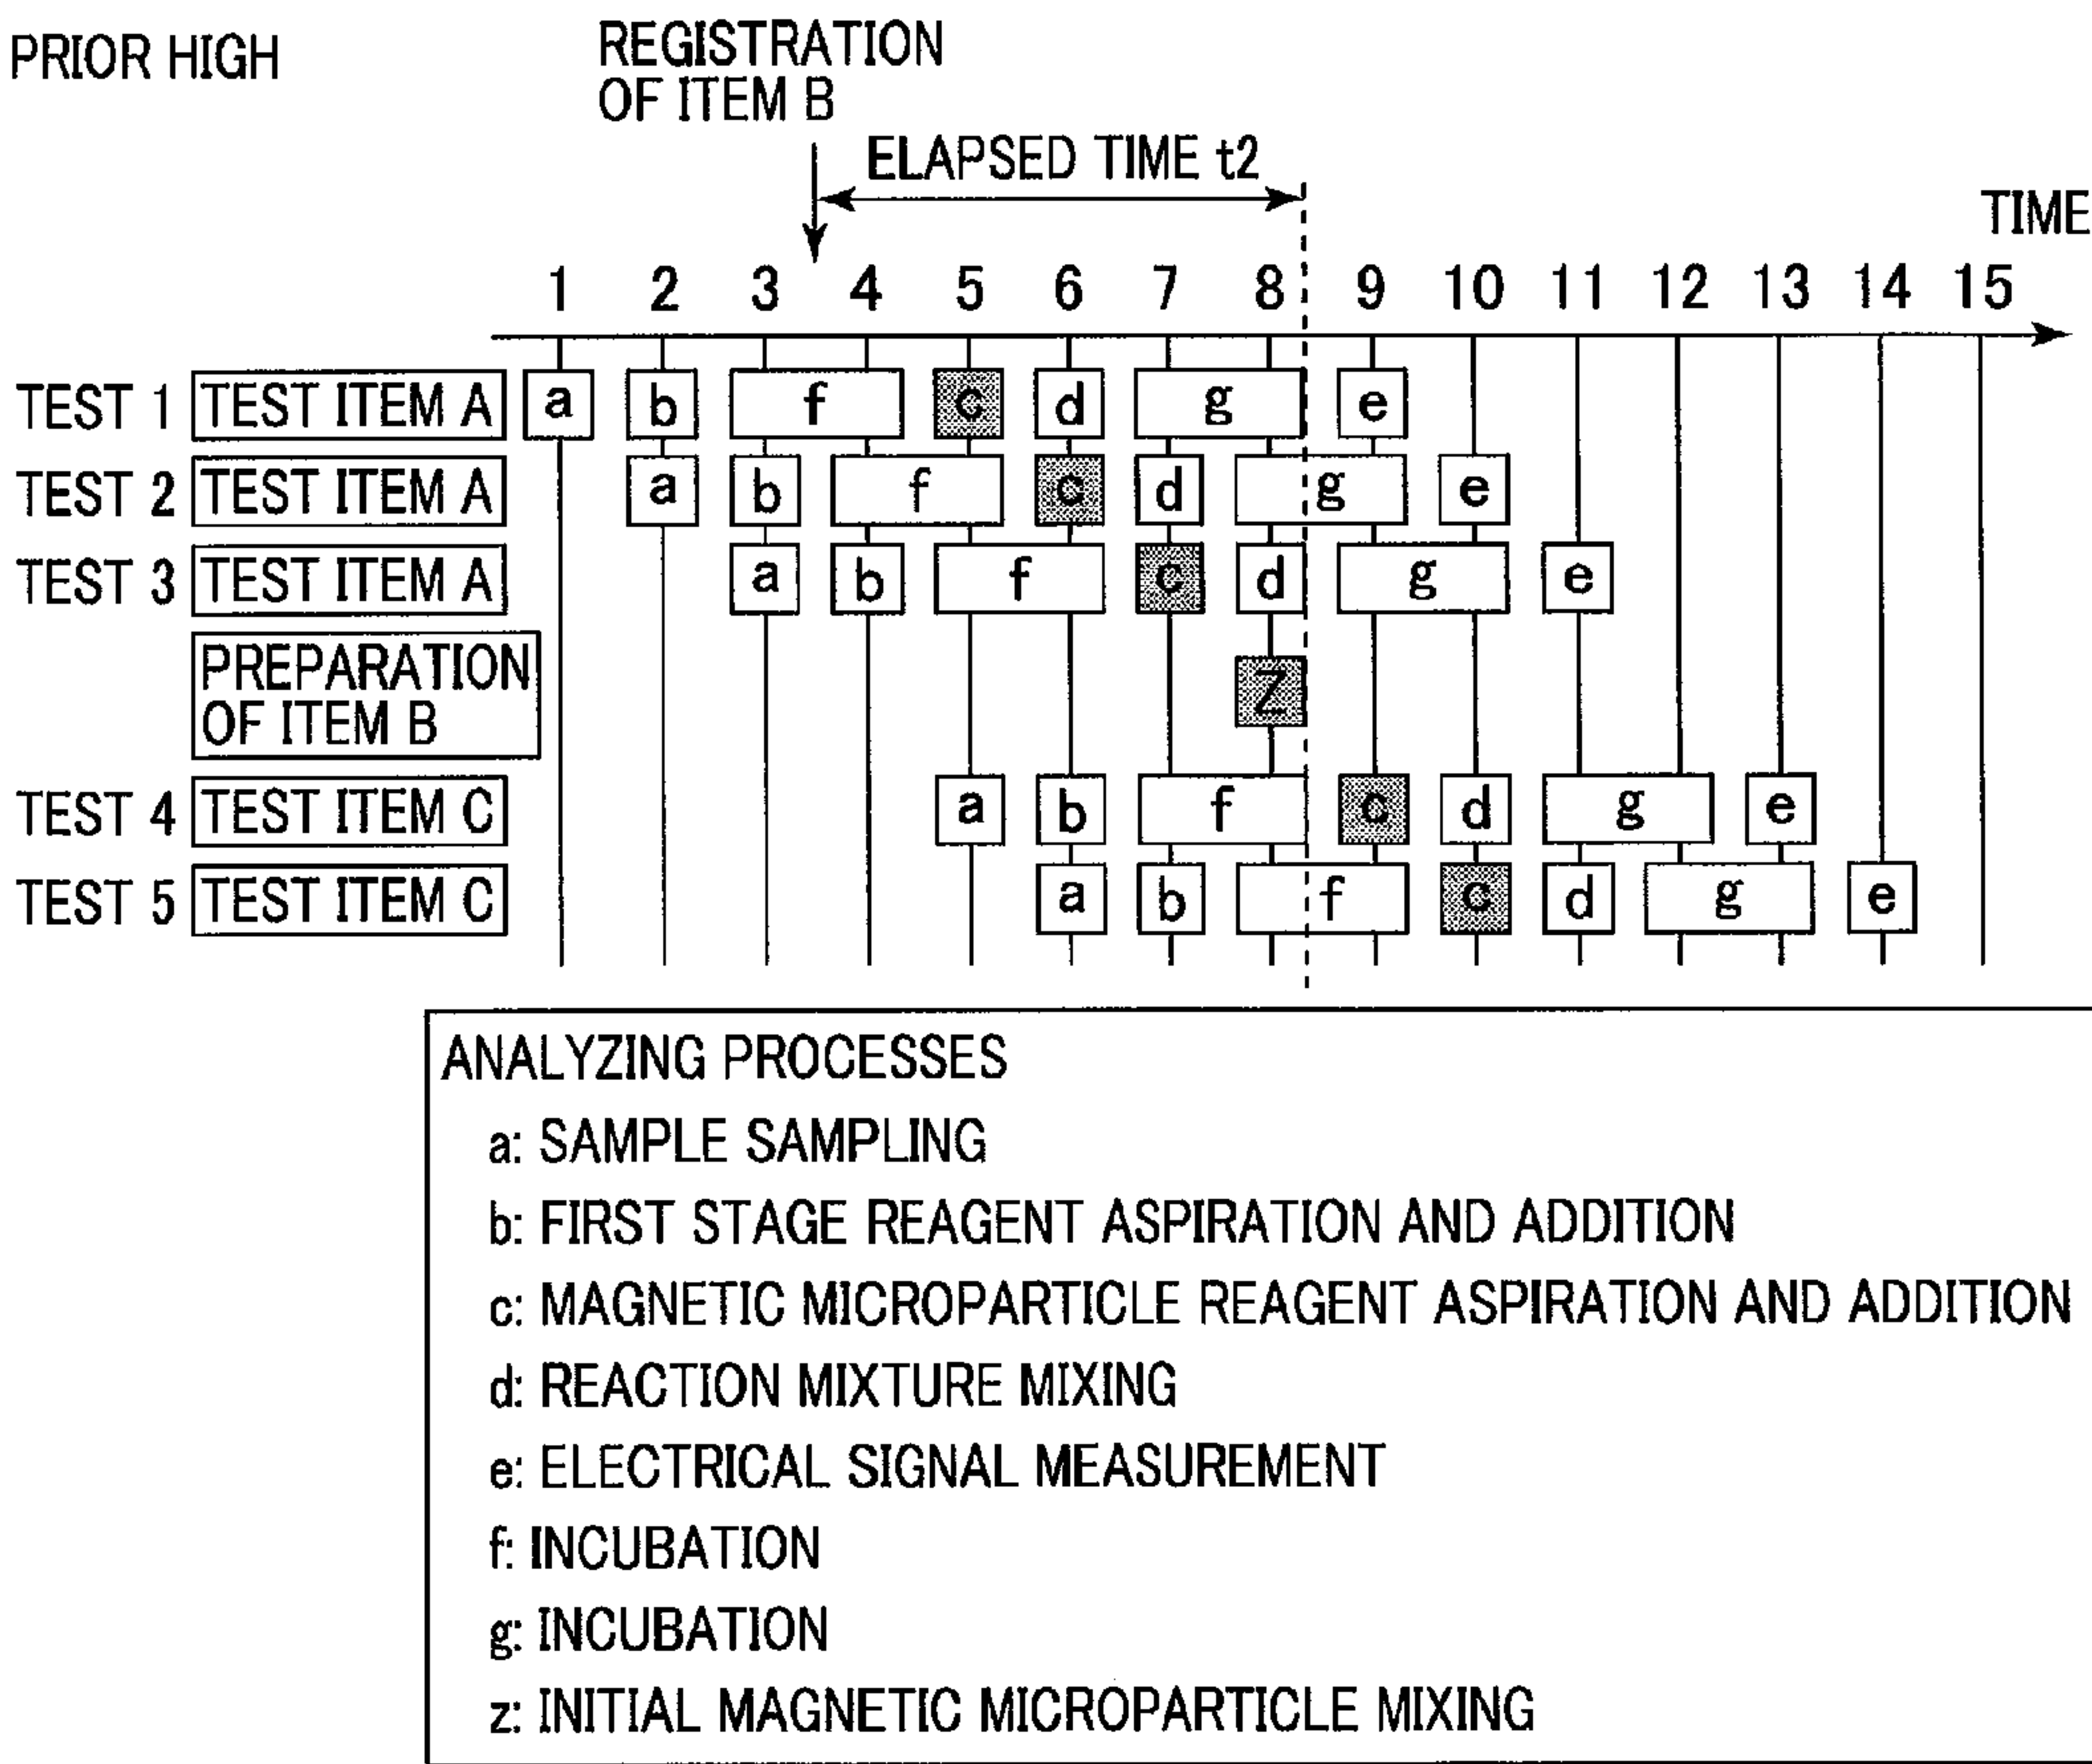 PRIOR HIGH
REGISTRATION
OF ITEM B
ELAPSED TIME t2
TIME
1 2 3 4 5 6 7 8 9 10 11 12 13 14 15
TEST 1 TEST ITEM A a b f c d g e
TEST 2 TEST ITEM A a b f c d g e
TEST 3 TEST ITEM A a b f c d g e
PREPARATION
OF ITEM B
Z
TEST 4 TEST ITEM C a b f c d g e
TEST 5 TEST ITEM C a b f c d g e
ANALYZING PROCESSES
a: SAMPLE SAMPLING
b: FIRST STAGE REAGENT ASPIRATION AND ADDITION
c: MAGNETIC MICROPARTICLE REAGENT ASPIRATION AND ADDITION
d: REACTION MIXTURE MIXING
e: ELECTRICAL SIGNAL MEASUREMENT
f: INCUBATION
g: INCUBATION
z: INITIAL MAGNETIC MICROPARTICLE MIXING